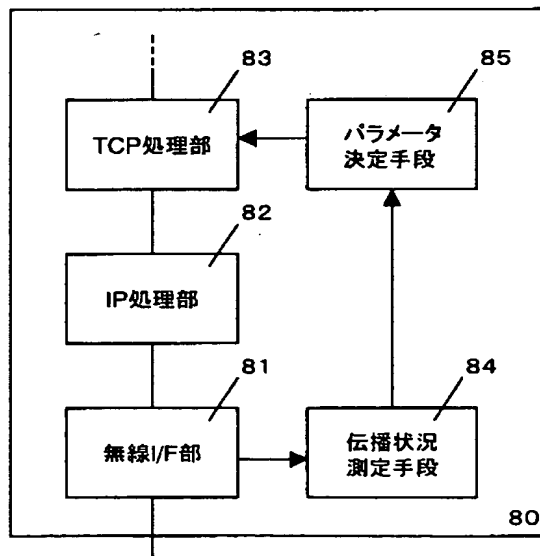 83
TCP処理部
85
パラメータ
決定手段
82
IP処理部
81
無線I/F部
84
伝播状況
測定手段
80